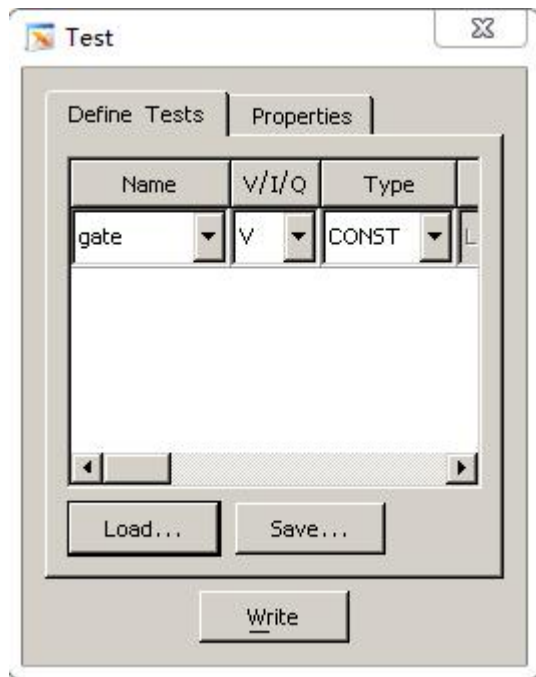 Test
Define Tests
Properties
Name V/I/Q Type
gate V CONST L
Load... Save...
Write